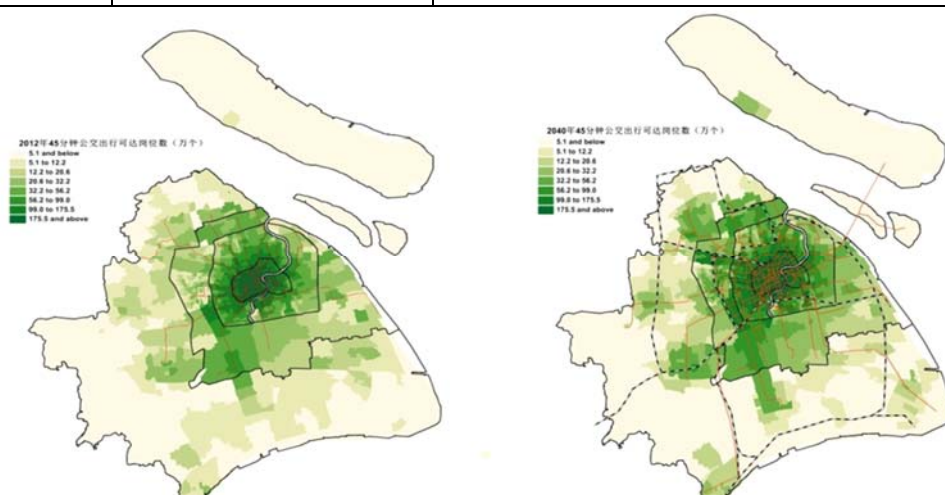 2012年45分钟公交出行可达岗位数（万个）
5.1 and below
5.1 to 12.2
12.2 to 20.6
20.6 to 32.2
32.2 to 56.2
56.2 to 99.0
99.0 to 175.5
175.5 and above
2040年45分钟公交出行可达岗位数（万个）
5.1 and below
5.1 to 12.2
12.2 to 20.6
20.6 to 32.2
32.2 to 56.2
56.2 to 99.0
99.0 to 175.5
175.5 and above